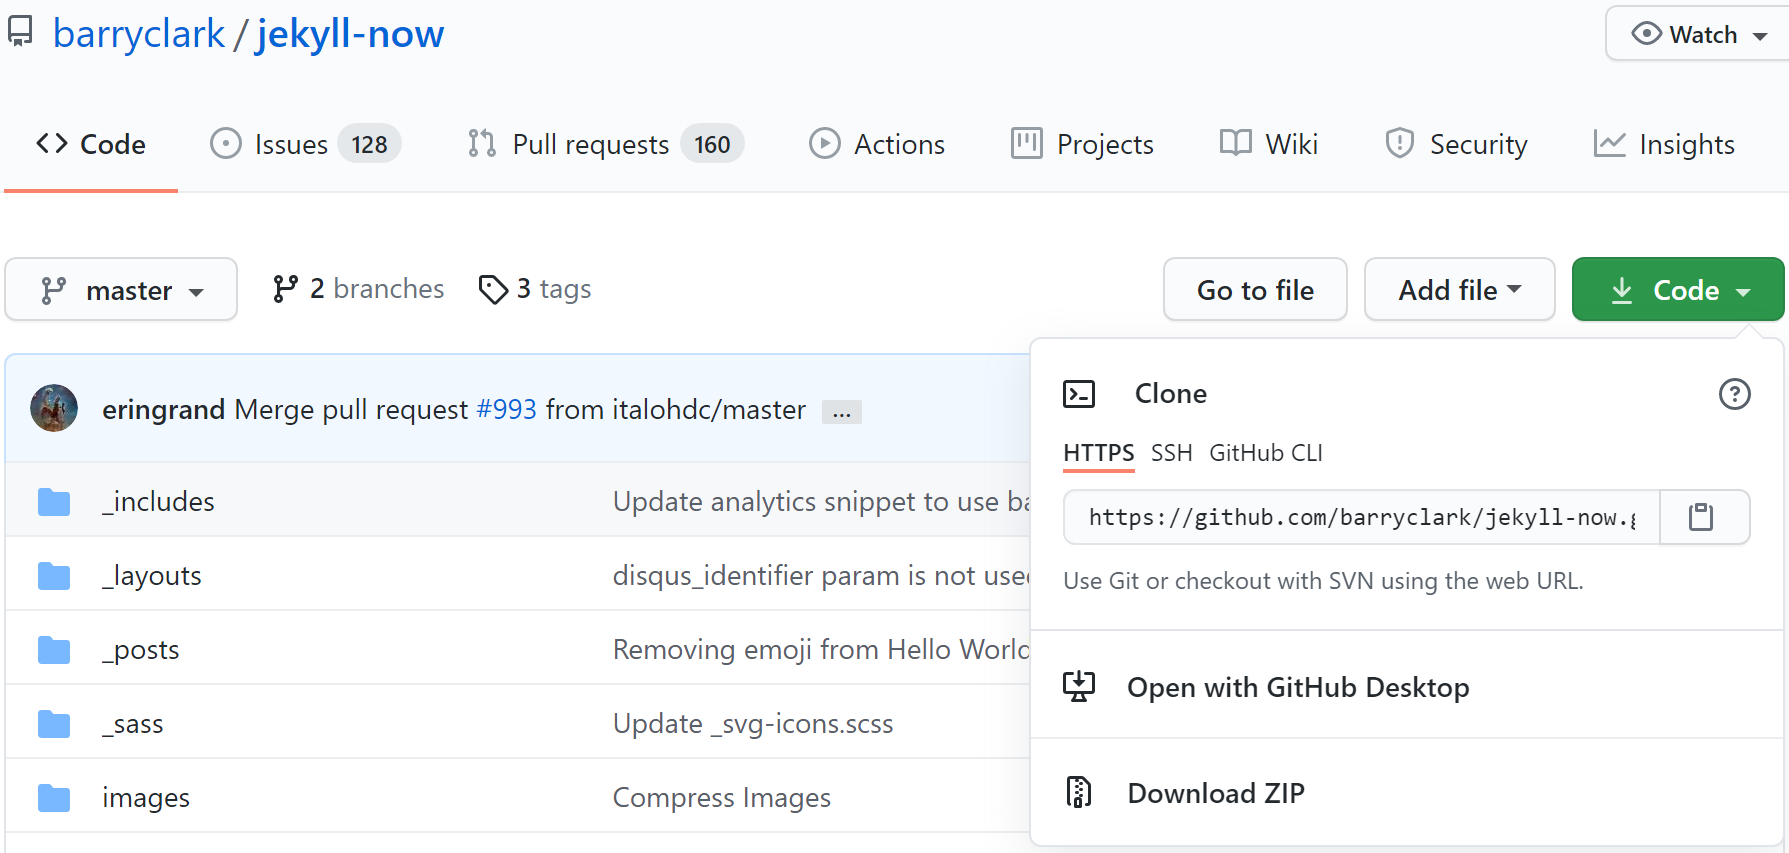 barryclark / jekyll-now
Watch
Code Issues 128 Pull requests 160 Actions Projects Wiki Security Insights
master 2 branches 3 tags Go to file Add file Code
eringrand Merge pull request #993 from italohdc/master ...
_includes Update analytics snippet to use
_layouts disqus_identifier param is not
_posts Removing emoji from Hello World
_sass Update _svg-icons.scss
images Compress Images
Clone
HTTPS SSH GitHub CLI
https://github.com/barryclark/jekyll-now.g
Use Git or checkout with SVN using the web URL.
Open with GitHub Desktop
Download ZIP